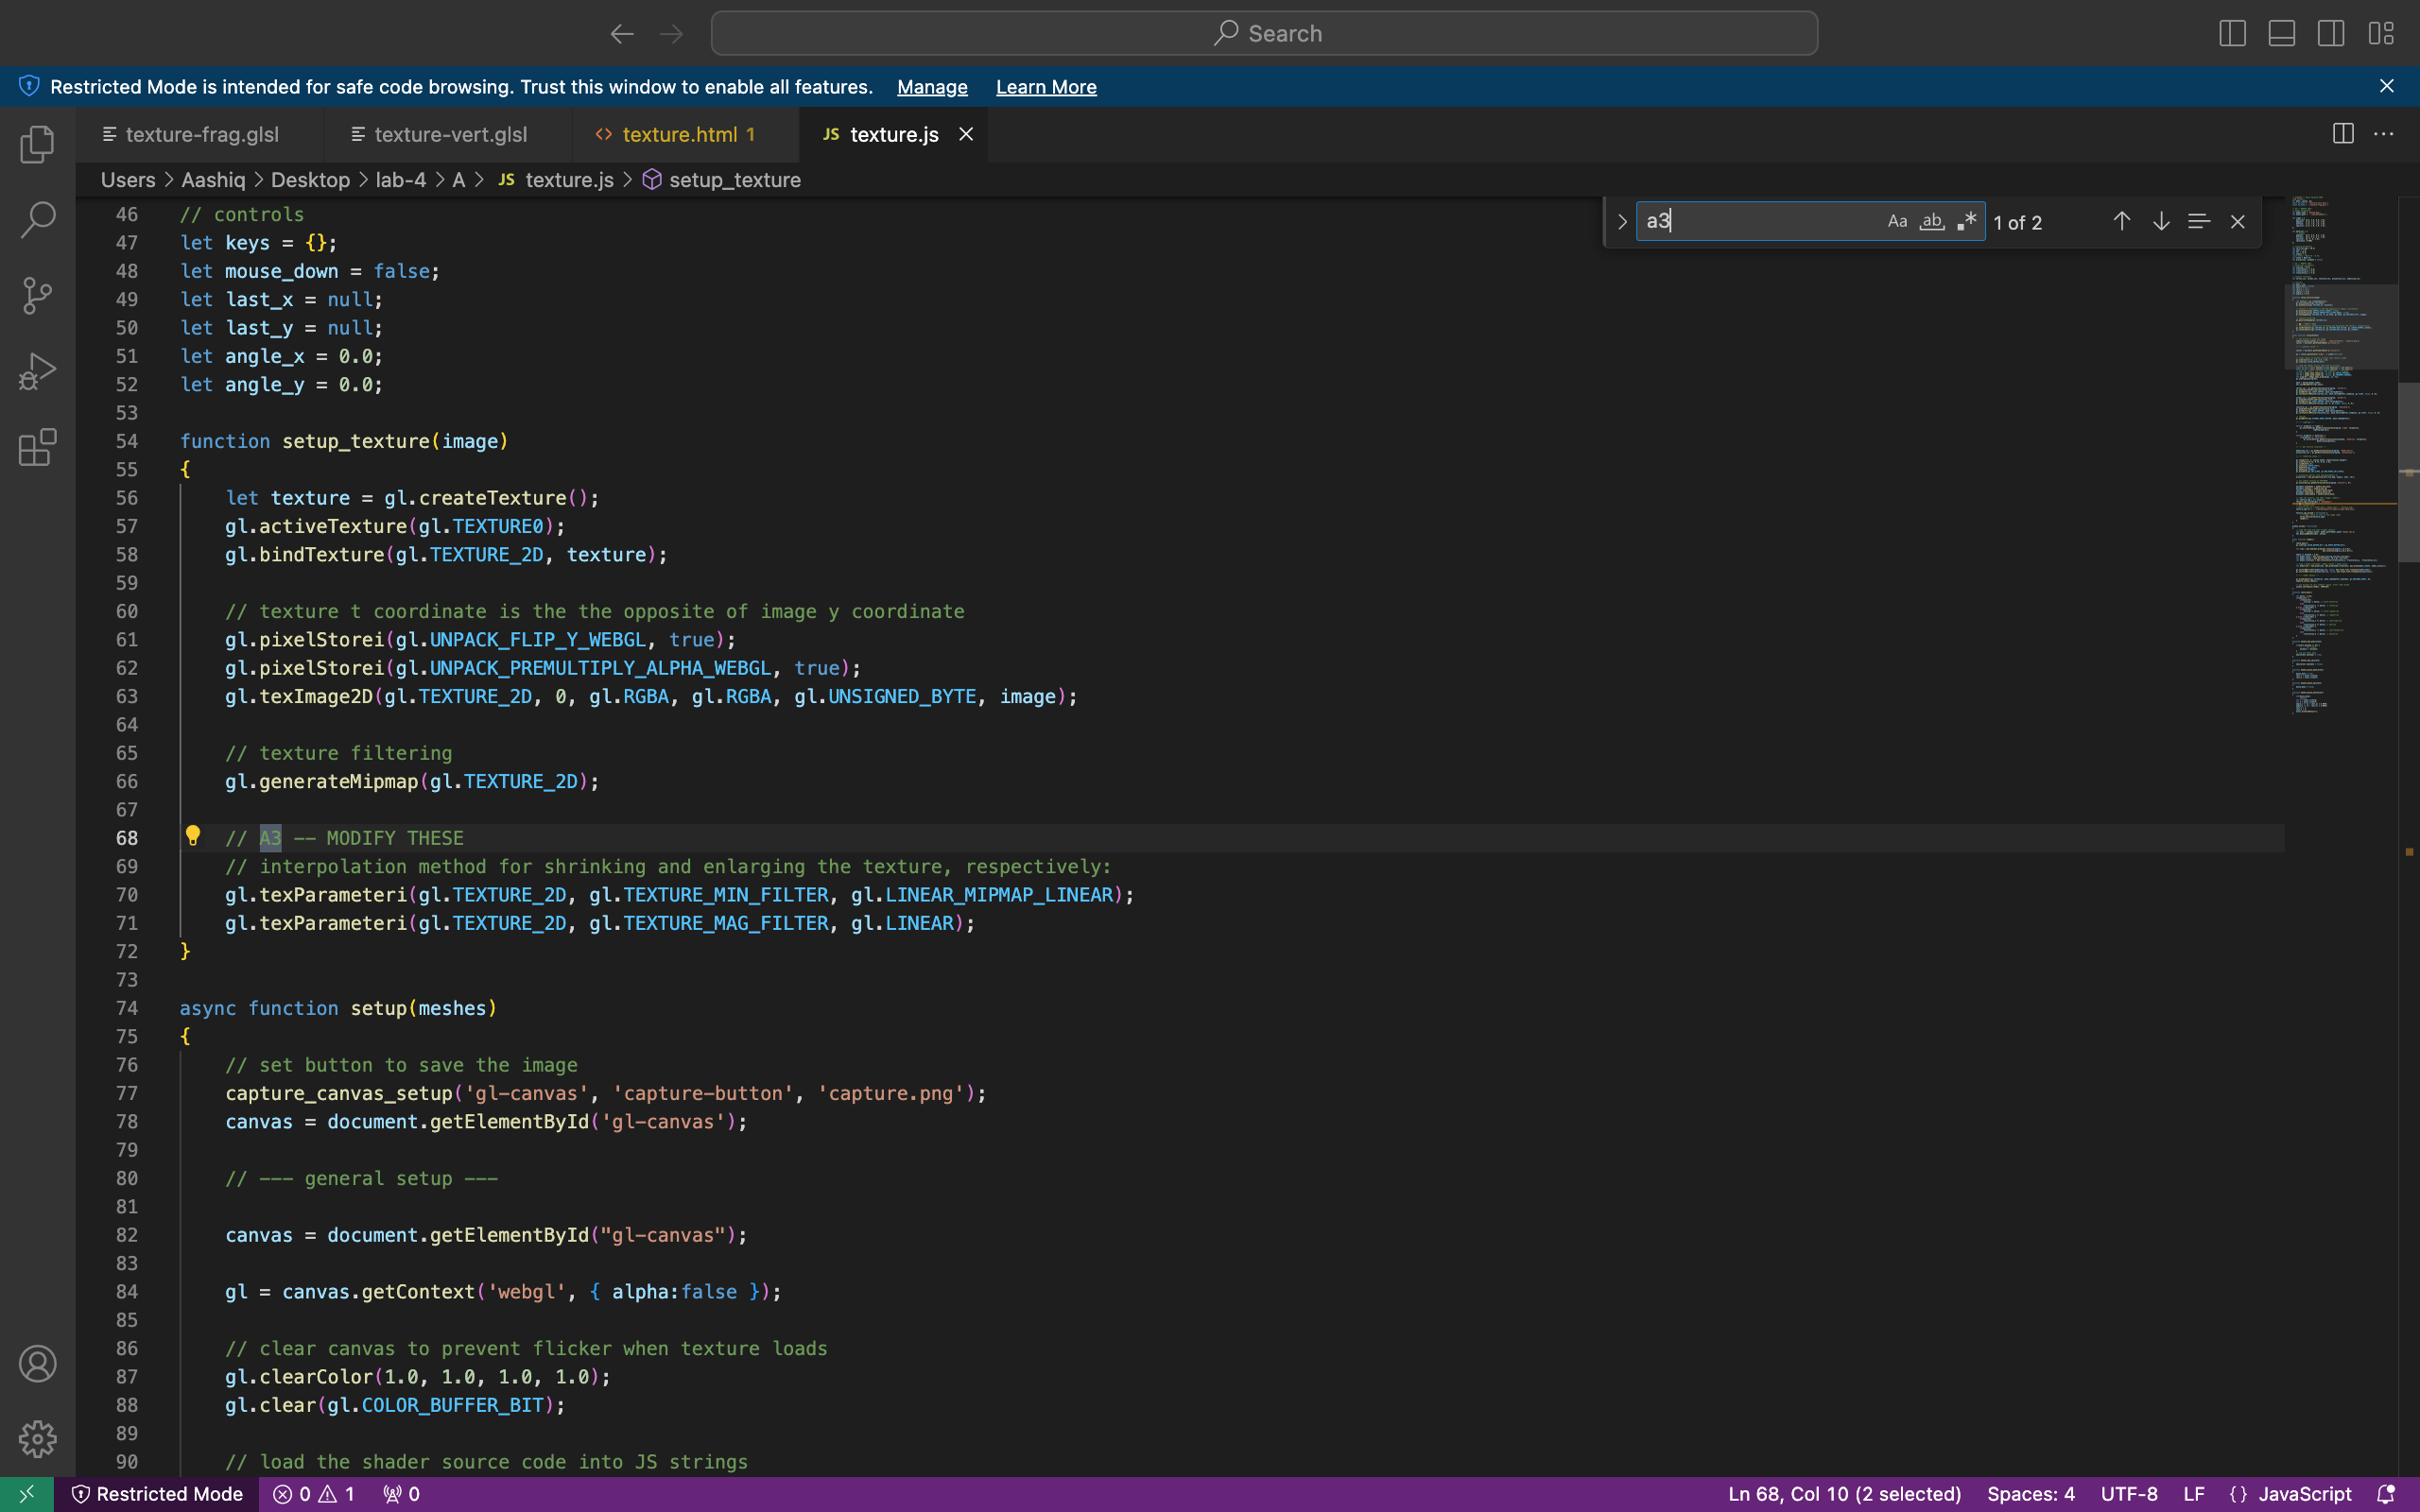 Search
Restricted Mode is intended for safe code browsing. Trust this window to enable all features. Manage Learn More
texture-frag.glsl texture-vert.glsl texture.html 1 JS texture.js
Users > Aashiq > Desktop > lab-4 > A > JS texture.js > setup_texture
a3 Aa ab .* 1 of 2
46 // controls
47 let keys = {};
48 let mouse_down = false;
49 let last_x = null;
50 let last_y = null;
51 let angle_x = 0.0;
52 let angle_y = 0.0;
53
54 function setup_texture(image)
55 {
56 let texture = gl.createTexture();
57 gl.activeTexture(gl.TEXTURE0);
58 gl.bindTexture(gl.TEXTURE_2D, texture);
59
60 // texture t coordinate is the the opposite of image y coordinate
61 gl.pixelStorei(gl.UNPACK_FLIP_Y_WEBGL, true);
62 gl.pixelStorei(gl.UNPACK_PREMULTIPLY_ALPHA_WEBGL, true);
63 gl.texImage2D(gl.TEXTURE_2D, 0, gl.RGBA, gl.RGBA, gl.UNSIGNED_BYTE, image);
64
65 // texture filtering
66 gl.generateMipmap(gl.TEXTURE_2D);
67
68 // A3 -- MODIFY THESE
69 // interpolation method for shrinking and enlarging the texture, respectively:
70 gl.texParameteri(gl.TEXTURE_2D, gl.TEXTURE_MIN_FILTER, gl.LINEAR_MIPMAP_LINEAR);
71 gl.texParameteri(gl.TEXTURE_2D, gl.TEXTURE_MAG_FILTER, gl.LINEAR);
72 }
73
74 async function setup(meshes)
75 {
76 // set button to save the image
77 capture_canvas_setup('gl-canvas', 'capture-button', 'capture.png');
78 canvas = document.getElementById('gl-canvas');
79
80 // --- general setup ---
81
82 canvas = document.getElementById("gl-canvas");
83
84 gl = canvas.getContext('webgl', { alpha:false });
85
86 // clear canvas to prevent flicker when texture loads
87 gl.clearColor(1.0, 1.0, 1.0, 1.0);
88 gl.clear(gl.COLOR_BUFFER_BIT);
89
90 // load the shader source code into JS strings
Restricted Mode 0 1 0 Ln 68, Col 10 (2 selected) Spaces: 4 UTF-8 LF {} JavaScript